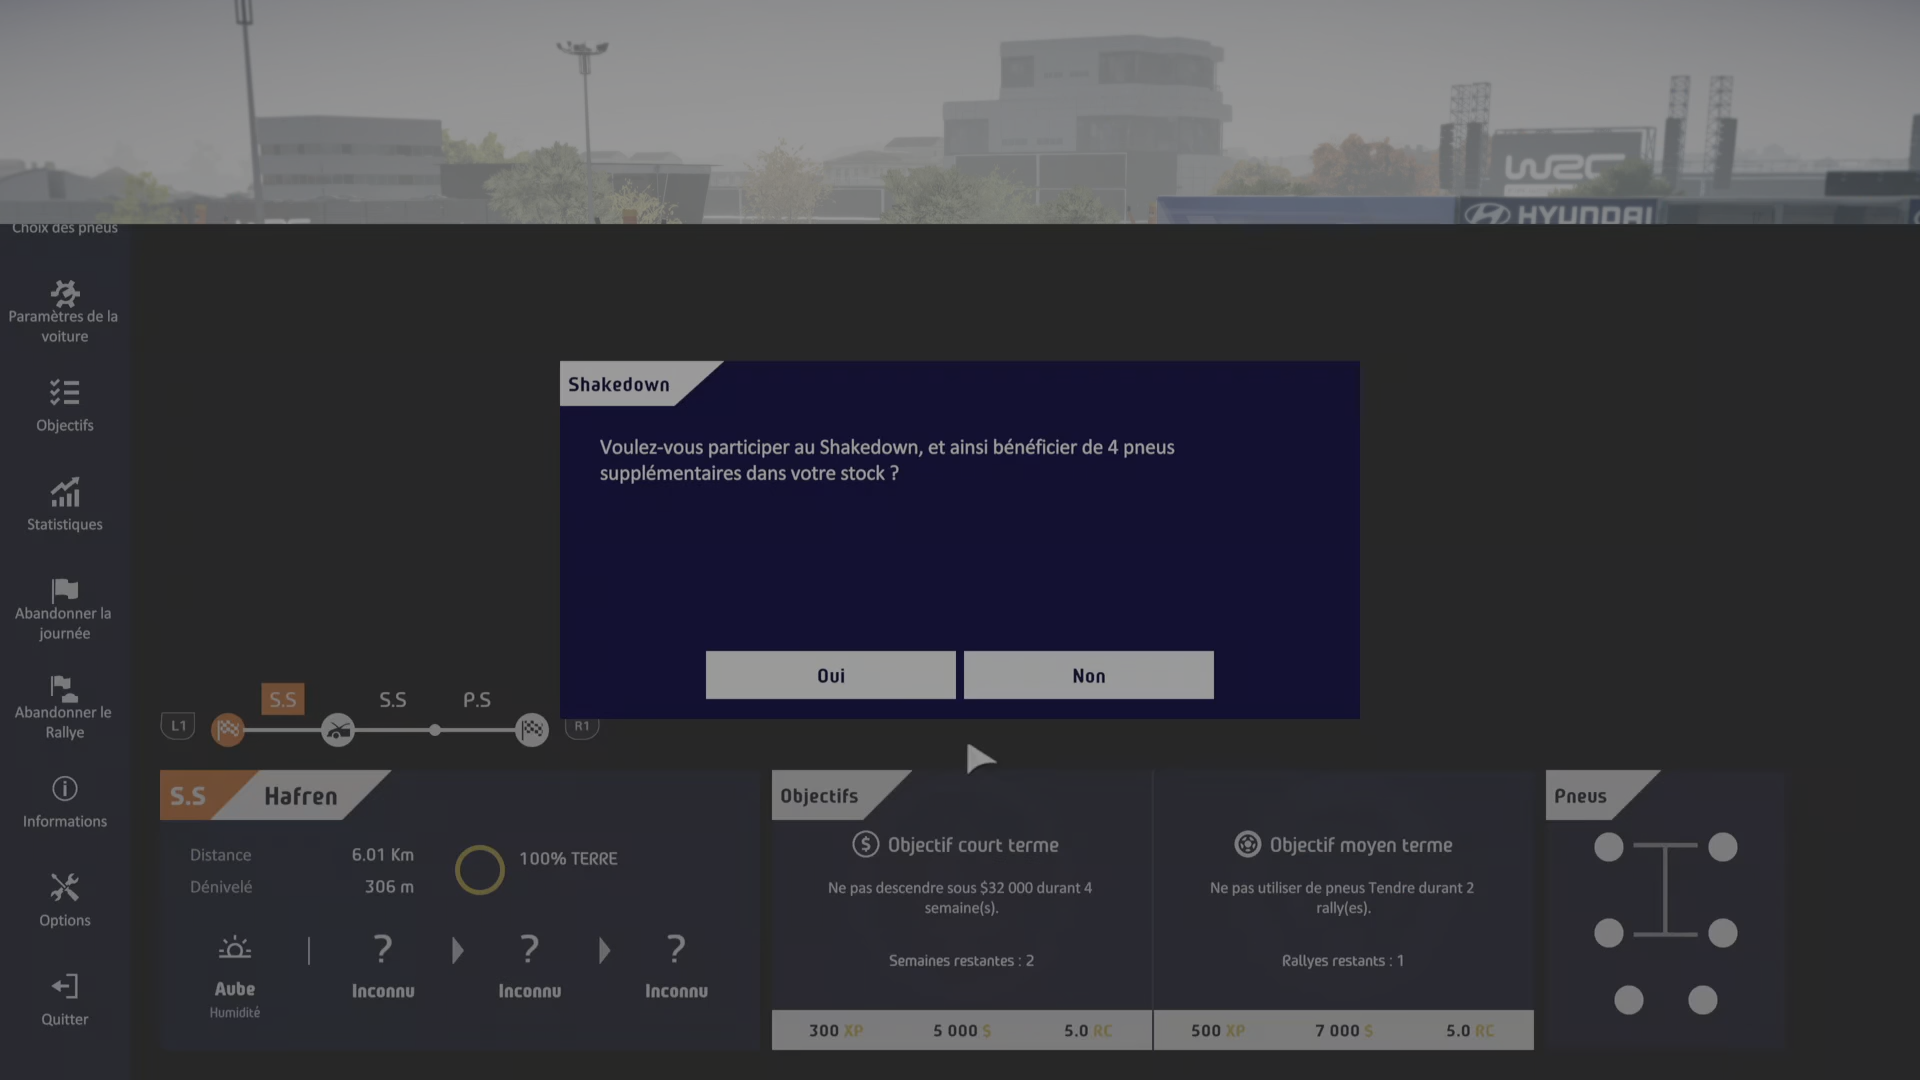 WRC
HYUNDAI
Choix des pneus
Paramètres de la
voiture
Objectifs
Statistiques
Abandonner la
journée
Abandonner le
Rallye
Informations
Options
Quitter
Shakedown
Voulez-vous participer au Shakedown, et ainsi bénéficier de 4 pneus
supplémentaires dans votre stock ?
Oui
Non
L1
S.S
S.S
P.S
R1
S.S
Hafren
Distance
6.01 Km
Dénivelé
306 m
100% TERRE
Aube
Humidité
?
Inconnu
?
Inconnu
?
Inconnu
Objectifs
Objectif court terme
Ne pas descendre sous $32 000 durant 4
semaine(s).
Semaines restantes : 2
300 XP
5 000 $
5.0 RC
Objectif moyen terme
Ne pas utiliser de pneus Tendre durant 2
rally(es).
Rallyes restants : 1
500 XP
7 000 $
5.0 RC
Pneus